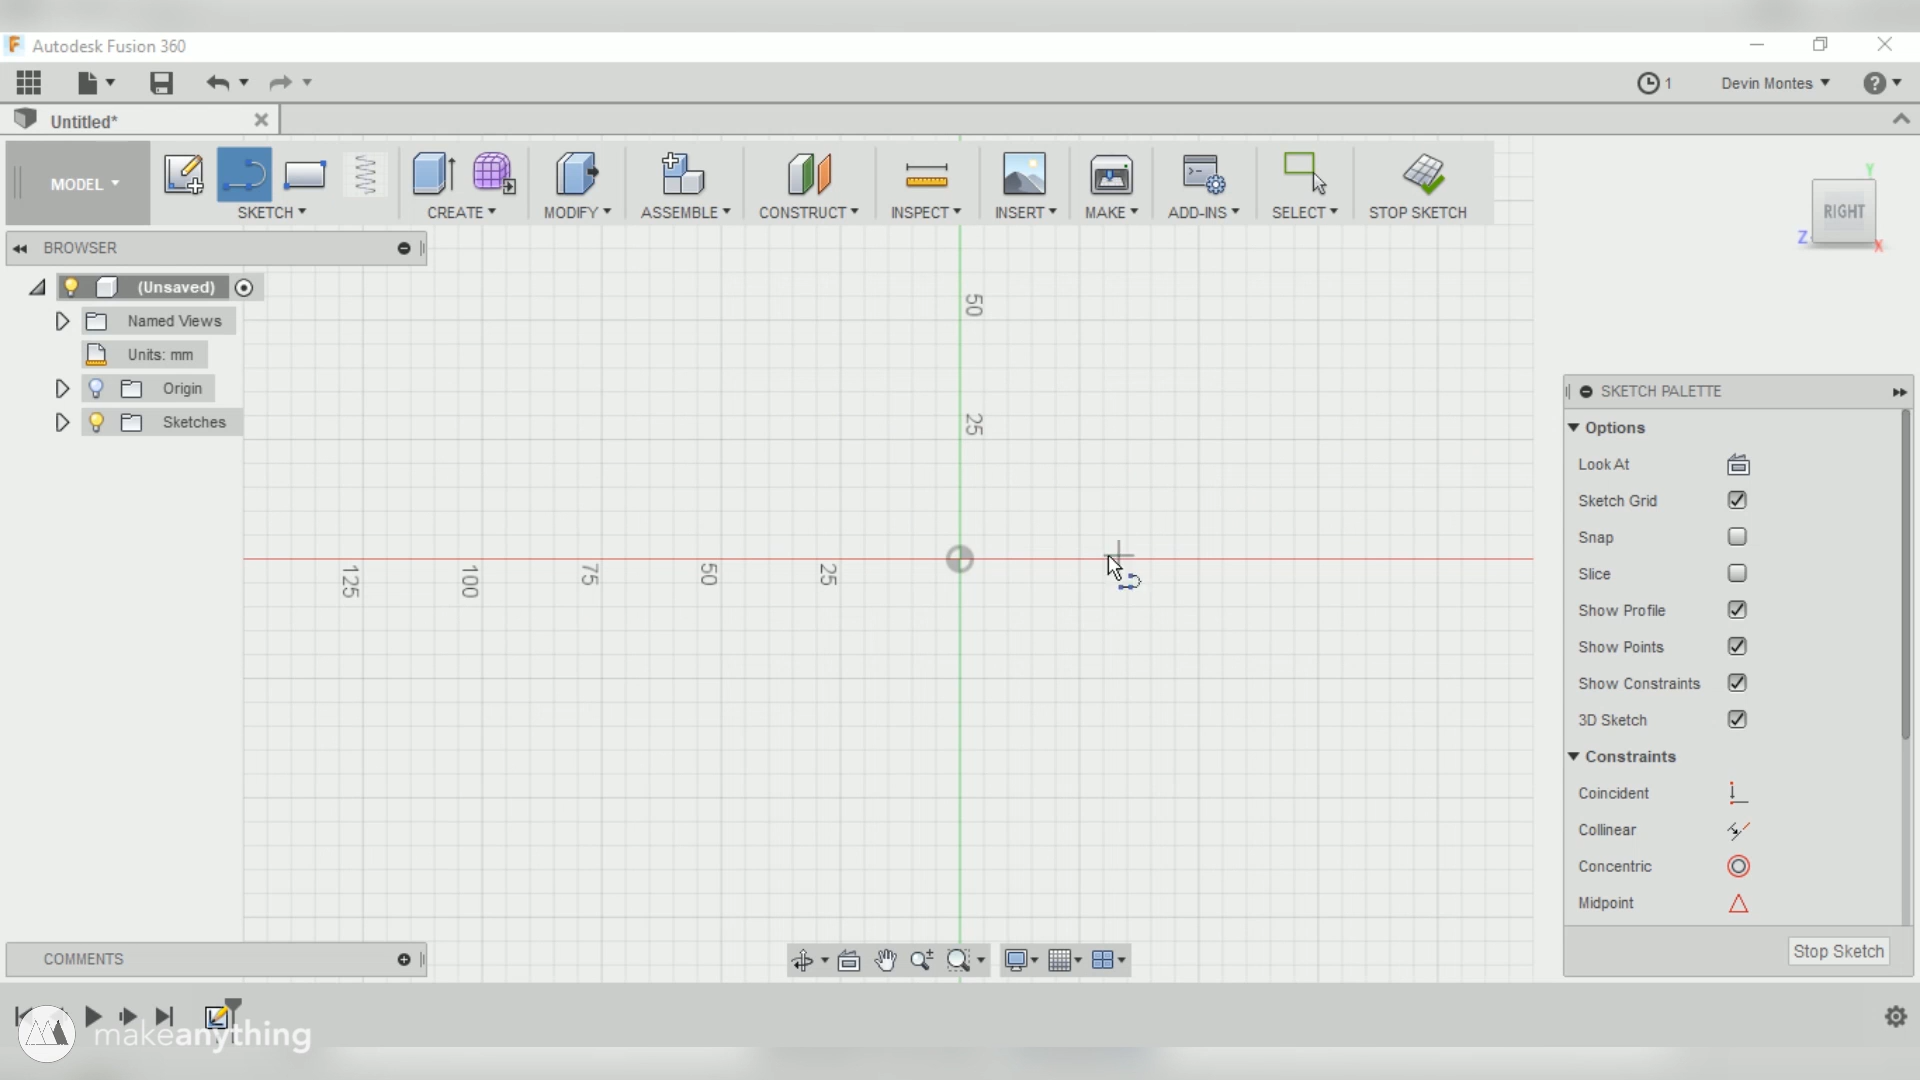 Autodesk Fusion 360
1
Devin Montes
?
Untitled*
MODEL
SKETCH
CREATE
MODIFY
ASSEMBLE
CONSTRUCT
INSPECT
INSERT
MAKE
ADD-INS
SELECT
STOP SKETCH
Y
RIGHT
Z
X
BROWSER
(Unsaved)
Named Views
Units: mm
Origin
Sketches
50
25
125
100
75
50
25
SKETCH PALETTE
Options
Look At
Sketch Grid
Snap
Slice
Show Profile
Show Points
Show Constraints
3D Sketch
Constraints
Coincident
Collinear
Concentric
Midpoint
Stop Sketch
COMMENTS
makeanything